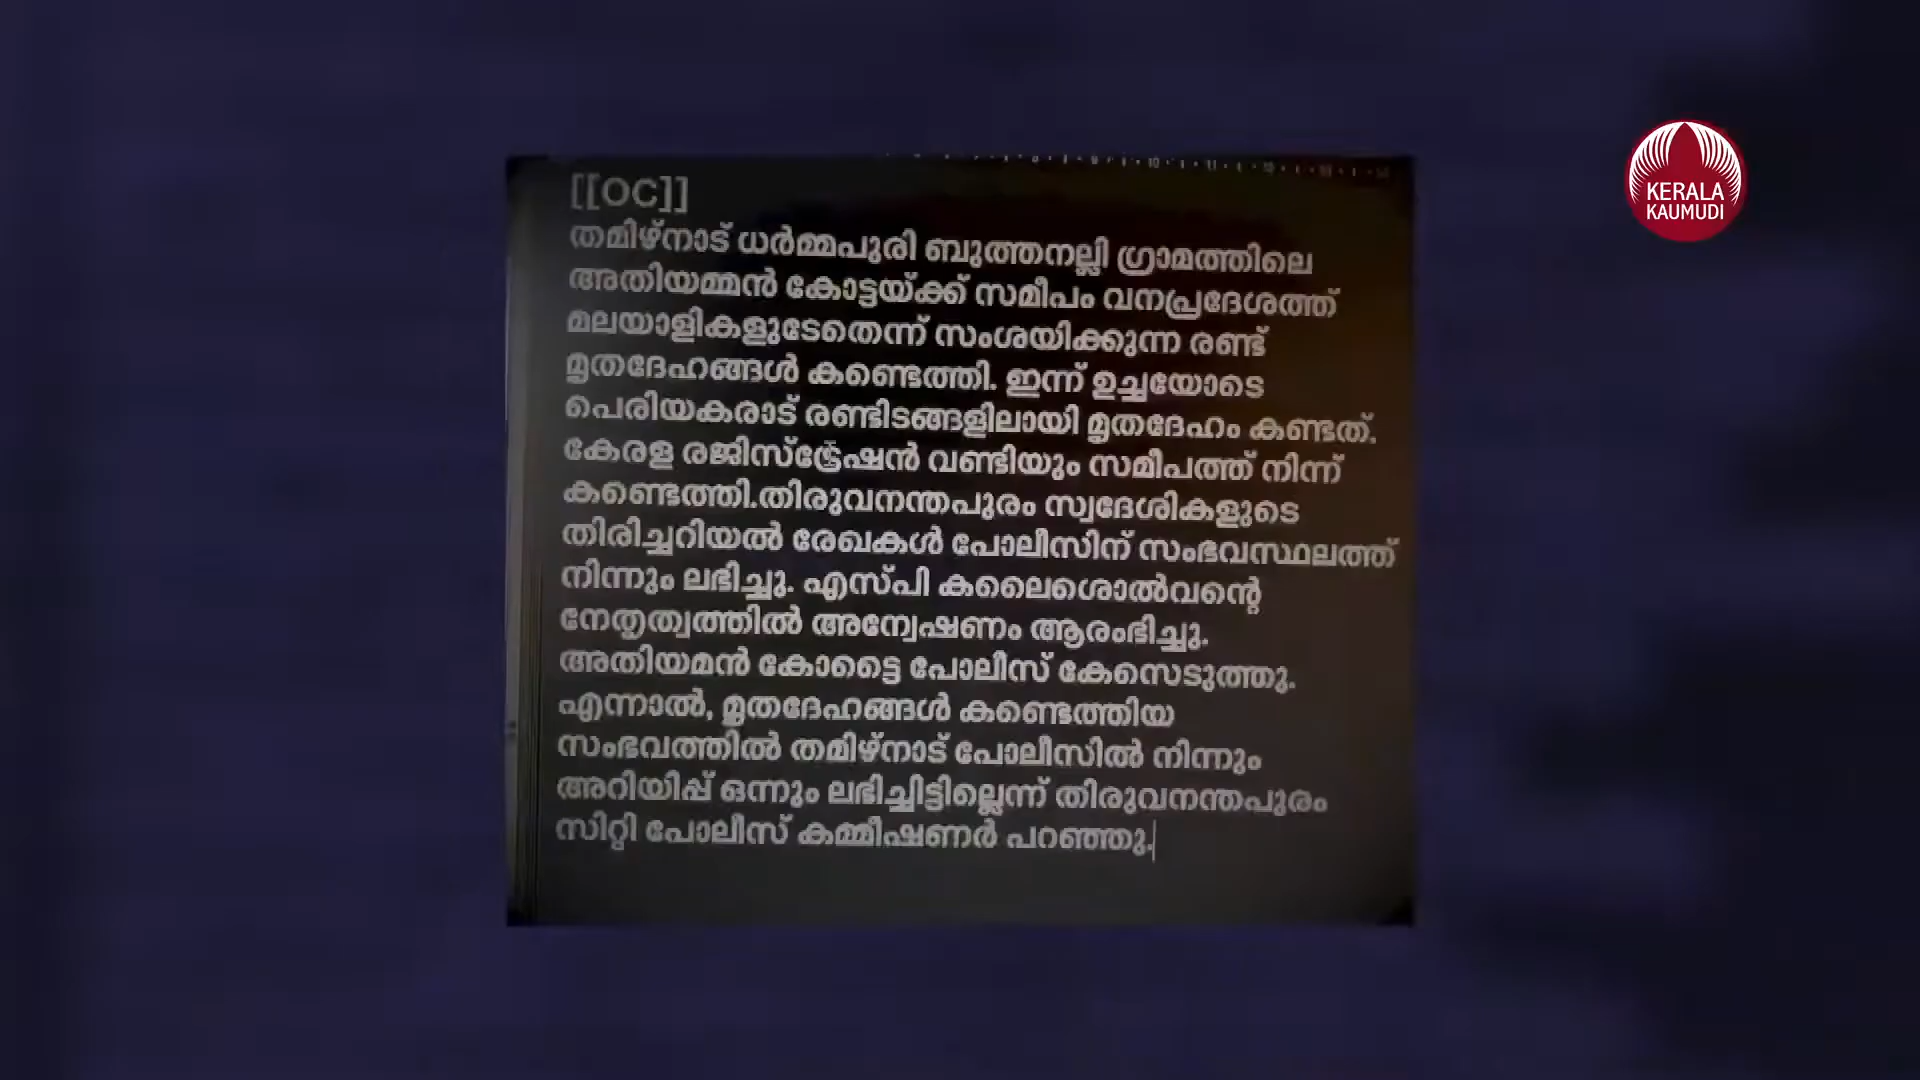 [[OC]]
തമിഴ്നാട് ധർമ്മപുരി ബുത്തനല്ലി ഗ്രാമത്തിലെ
അതിയമ്മൻ കോട്ടയ്ക്ക് സമീപം വനപ്രദേശത്ത്
മലയാളികളുടേതെന്ന് സംശയിക്കുന്ന രണ്ട്
മൃതദേഹങ്ങൾ കണ്ടെത്തി. ഇന്ന് ഉച്ചയോടെ
പെരിയകരാട് രണ്ടിടങ്ങളിലായി മൃതദേഹം കണ്ടത്.
കേരള രജിസ്ട്രേഷൻ വണ്ടിയും സമീപത്ത് നിന്ന്
കണ്ടെത്തി.തിരുവനന്തപുരം സ്വദേശികളുടെ
തിരിച്ചറിയൽ രേഖകൾ പോലീസിന് സംഭവസ്ഥലത്ത്
നിന്നും ലഭിച്ചു. എസ്പി കലൈശൊൽവന്റെ
നേതൃത്വത്തിൽ അന്വേഷണം ആരംഭിച്ചു.
അതിയമൻ കോട്ടൈ പോലീസ് കേസെടുത്തു.
എന്നാൽ, മൃതദേഹങ്ങൾ കണ്ടെത്തിയ
സംഭവത്തിൽ തമിഴ്നാട് പോലീസിൽ നിന്നും
അറിയിപ്പ് ഒന്നും ലഭിച്ചിട്ടില്ലെന്ന് തിരുവനന്തപുരം
സിറ്റി പോലീസ് കമ്മീഷണർ പറഞ്ഞു.
KERALA
KAUMUDI